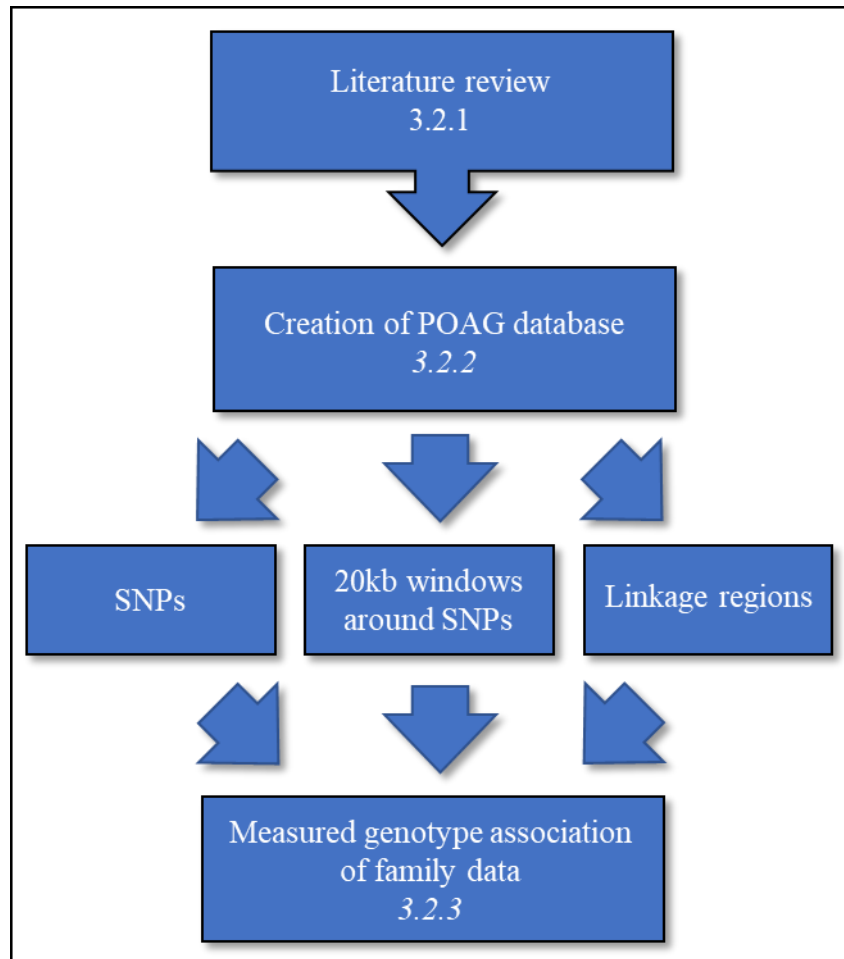 Literature review
3.2.1
Creation of POAG database
3.2.2
SNPs
20kb windows
around SNPs
Linkage regions
Measured genotype association
of family data
3.2.3